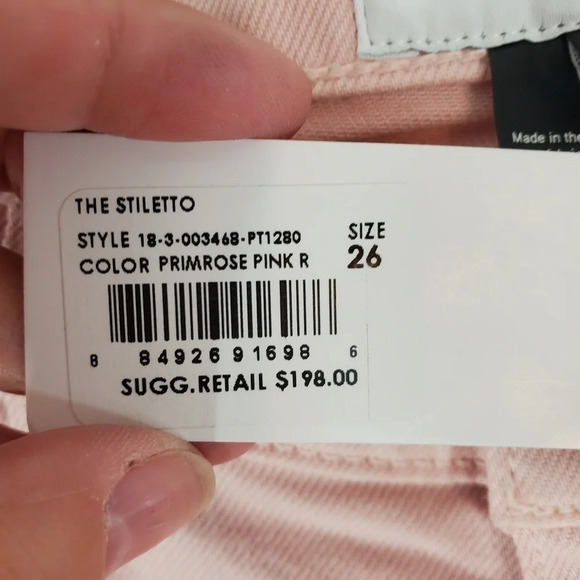 Made in the
THE STILETTO
STYLE 18-3-003468-PT1280
COLOR PRIMROSE PINK R
SIZE
26
8 84926 91698 6
SUGG.RETAIL $198.00